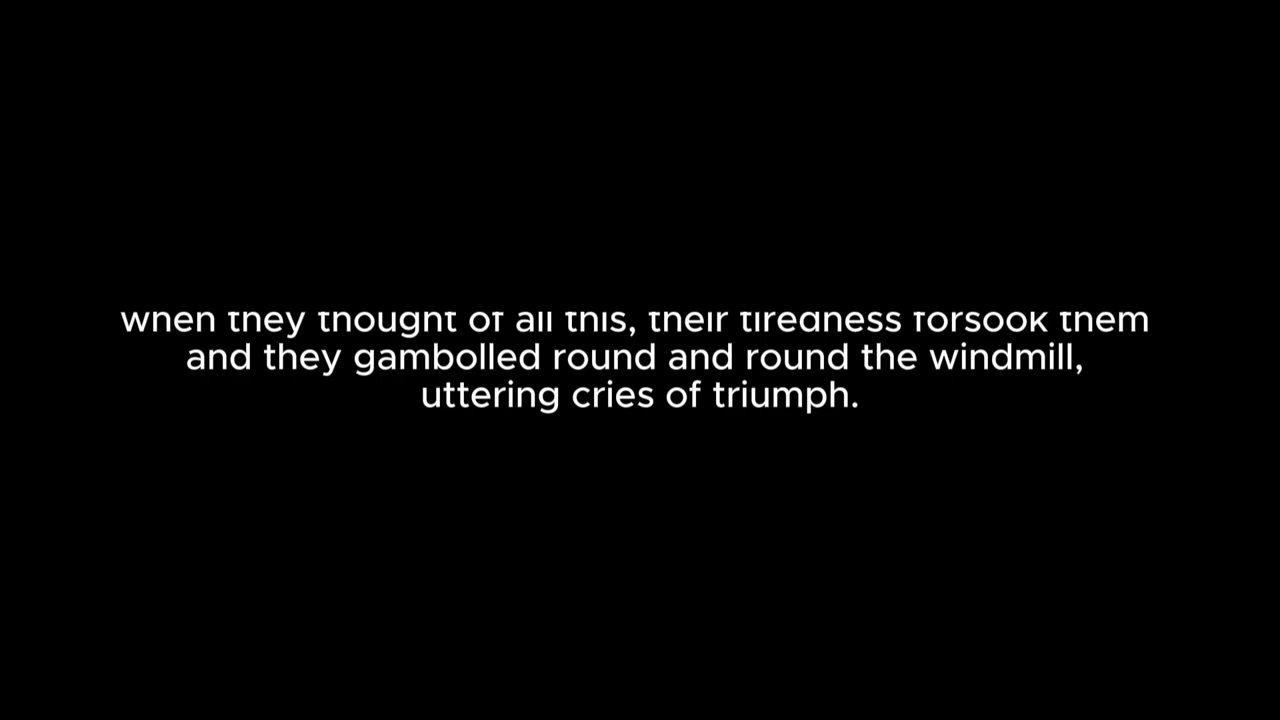 when they thought of all this, their tiredness forsook them
and they gambolled round and round the windmill,
uttering cries of triumph.